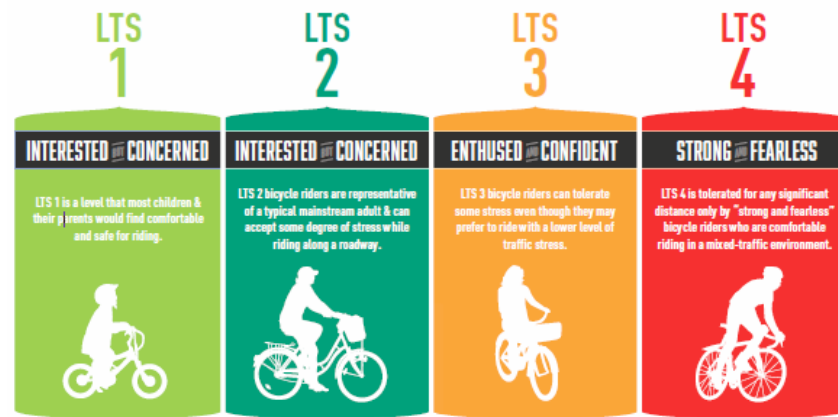 LTS
1
INTERESTED BUT CONCERNED
LTS 1 is a level that most children &
their parents would find comfortable
and safe for riding.
LTS
2
INTERESTED BUT CONCERNED
LTS 2 bicycle riders are representative
of a typical mainstream adult & can
accept some degree of stress while
riding along a roadway.
LTS
3
ENTHUSED AND CONFIDENT
LTS 3 bicycle riders can tolerate
some stress even though they may
prefer to ride with a lower level of
traffic stress.
LTS
4
STRONG AND FEARLESS
LTS 4 is tolerated for any significant
distance only by "strong and fearless"
bicycle riders who are comfortable
riding in a mixed-traffic environment.